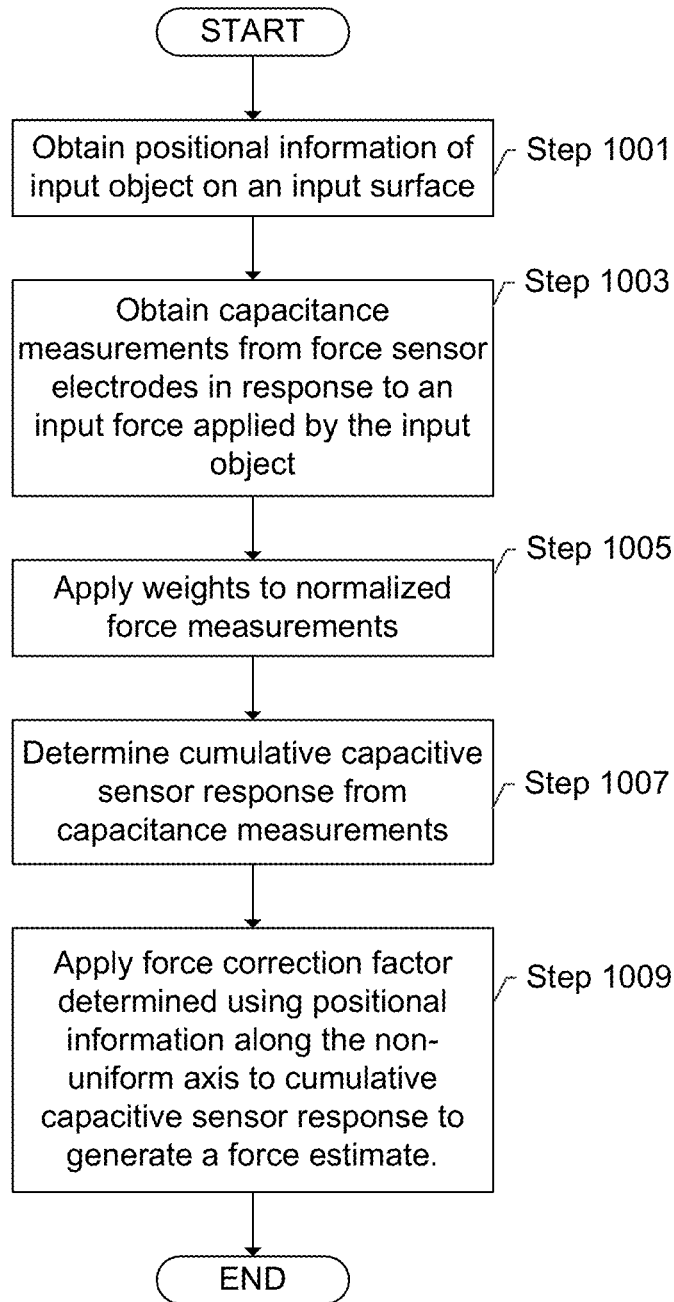 START
Obtain positional information of
input object on an input surface
Step 1001
Obtain capacitance
measurements from force sensor
electrodes in response to an
input force applied by the input
object
Step 1003
Apply weights to normalized
force measurements
Step 1005
Determine cumulative capacitive
sensor response from
capacitance measurements
Step 1007
Apply force correction factor
determined using positional
information along the non-
uniform axis to cumulative
capacitive sensor response to
generate a force estimate.
Step 1009
END